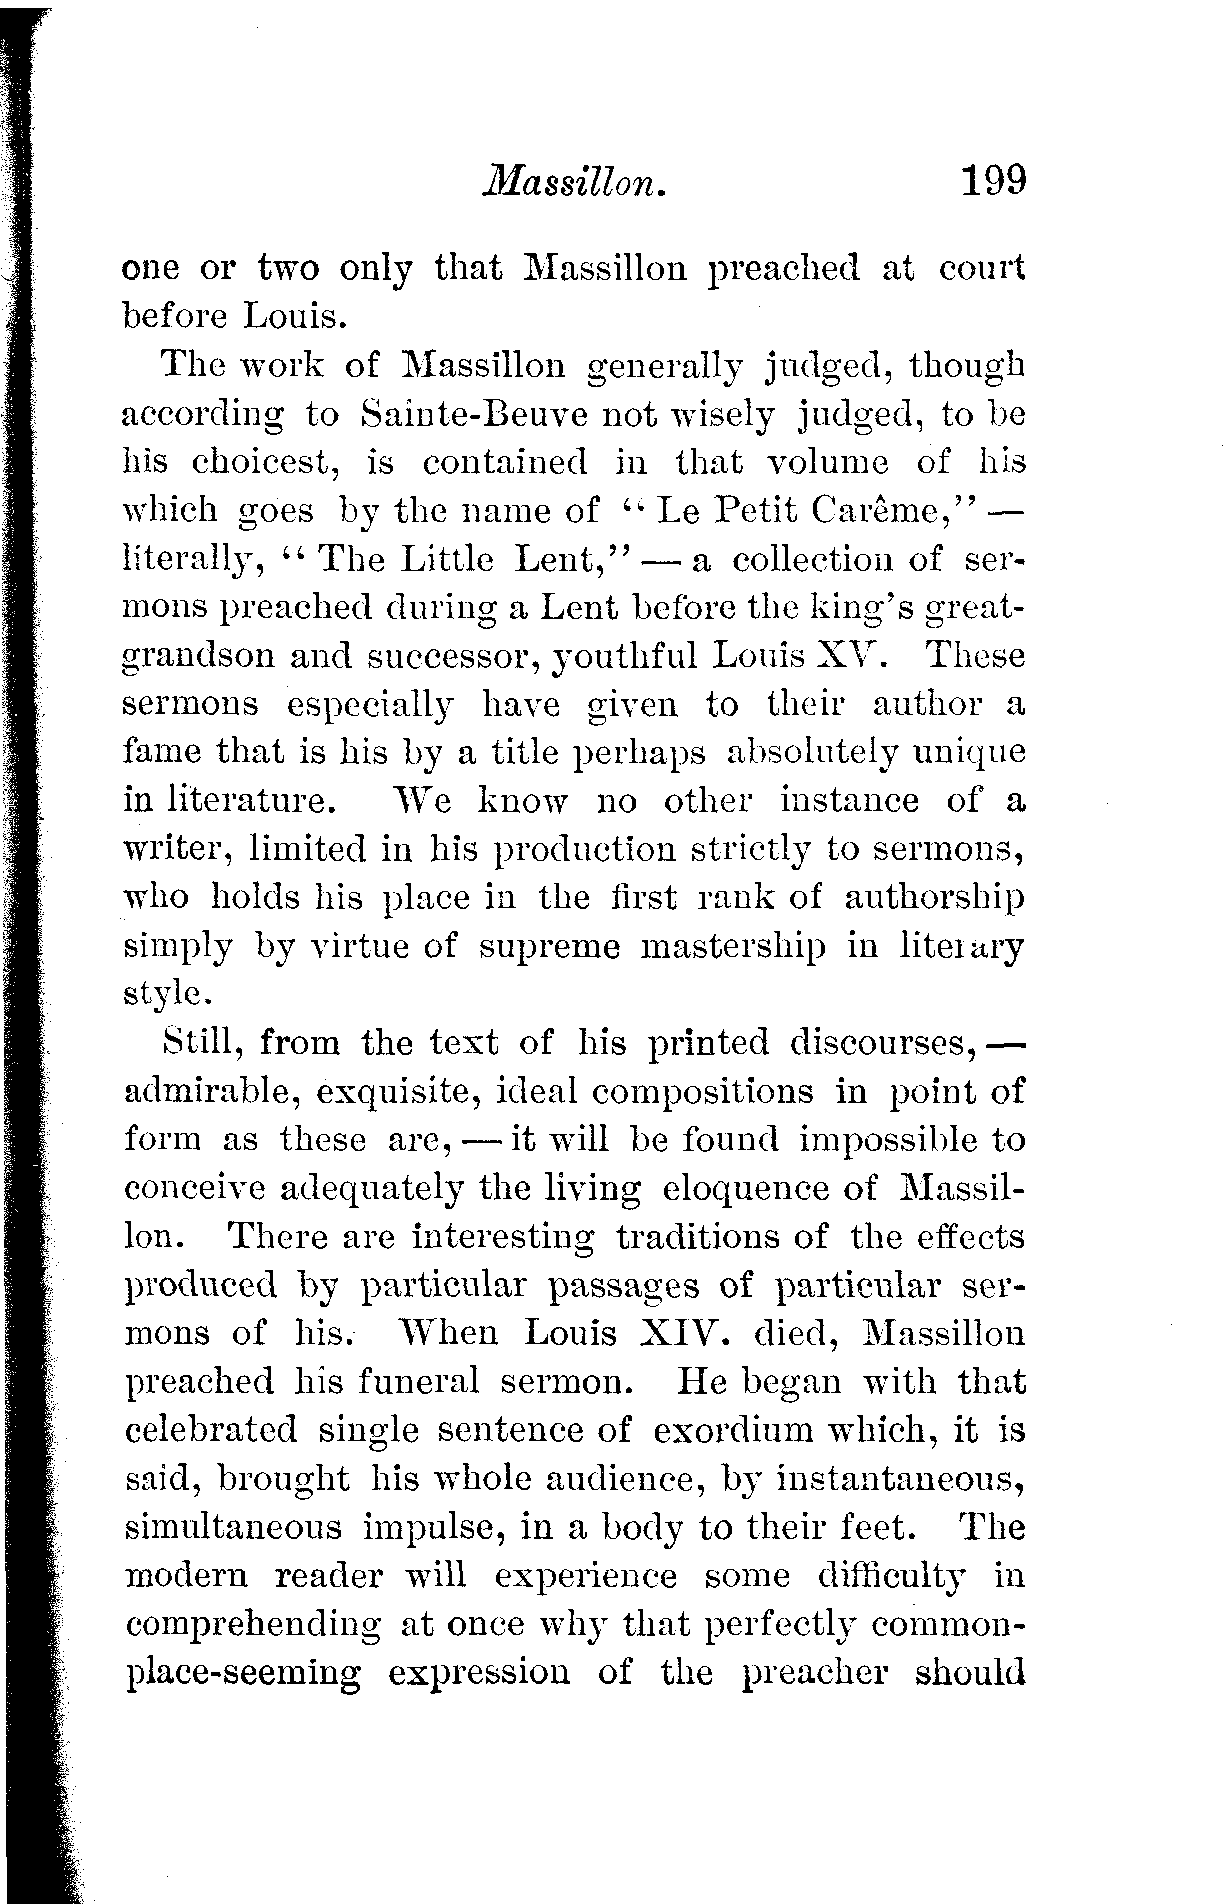 Massillon. 199
one or two only that Massillon preached at court
before Louis.
The work of Massillon generally judged, though
according to Sainte-Beuve not wisely judged, to be
his choicest, is contained in that volume of his
which goes by the name of “ Le Petit Carême,” —
literally, “ The Little Lent,” — a collection of ser-
mons preached during a Lent before the king's great-
grandson and successor, youthful Louis XV. These
sermons especially have given to their author a
fame that is his by a title perhaps absolutely unique
in literature. We know no other instance of a
writer, limited in his production strictly to sermons,
who holds his place in the first rank of authorship
simply by virtue of supreme mastership in literary
style.
Still, from the text of his printed discourses, —
admirable, exquisite, ideal compositions in point of
form as these are, — it will be found impossible to
conceive adequately the living eloquence of Massil-
lon. There are interesting traditions of the effects
produced by particular passages of particular ser-
mons of his. When Louis XIV. died, Massillon
preached his funeral sermon. He began with that
celebrated single sentence of exordium which, it is
said, brought his whole audience, by instantaneous,
simultaneous impulse, in a body to their feet. The
modern reader will experience some difficulty in
comprehending at once why that perfectly common-
place-seeming expression of the preacher should